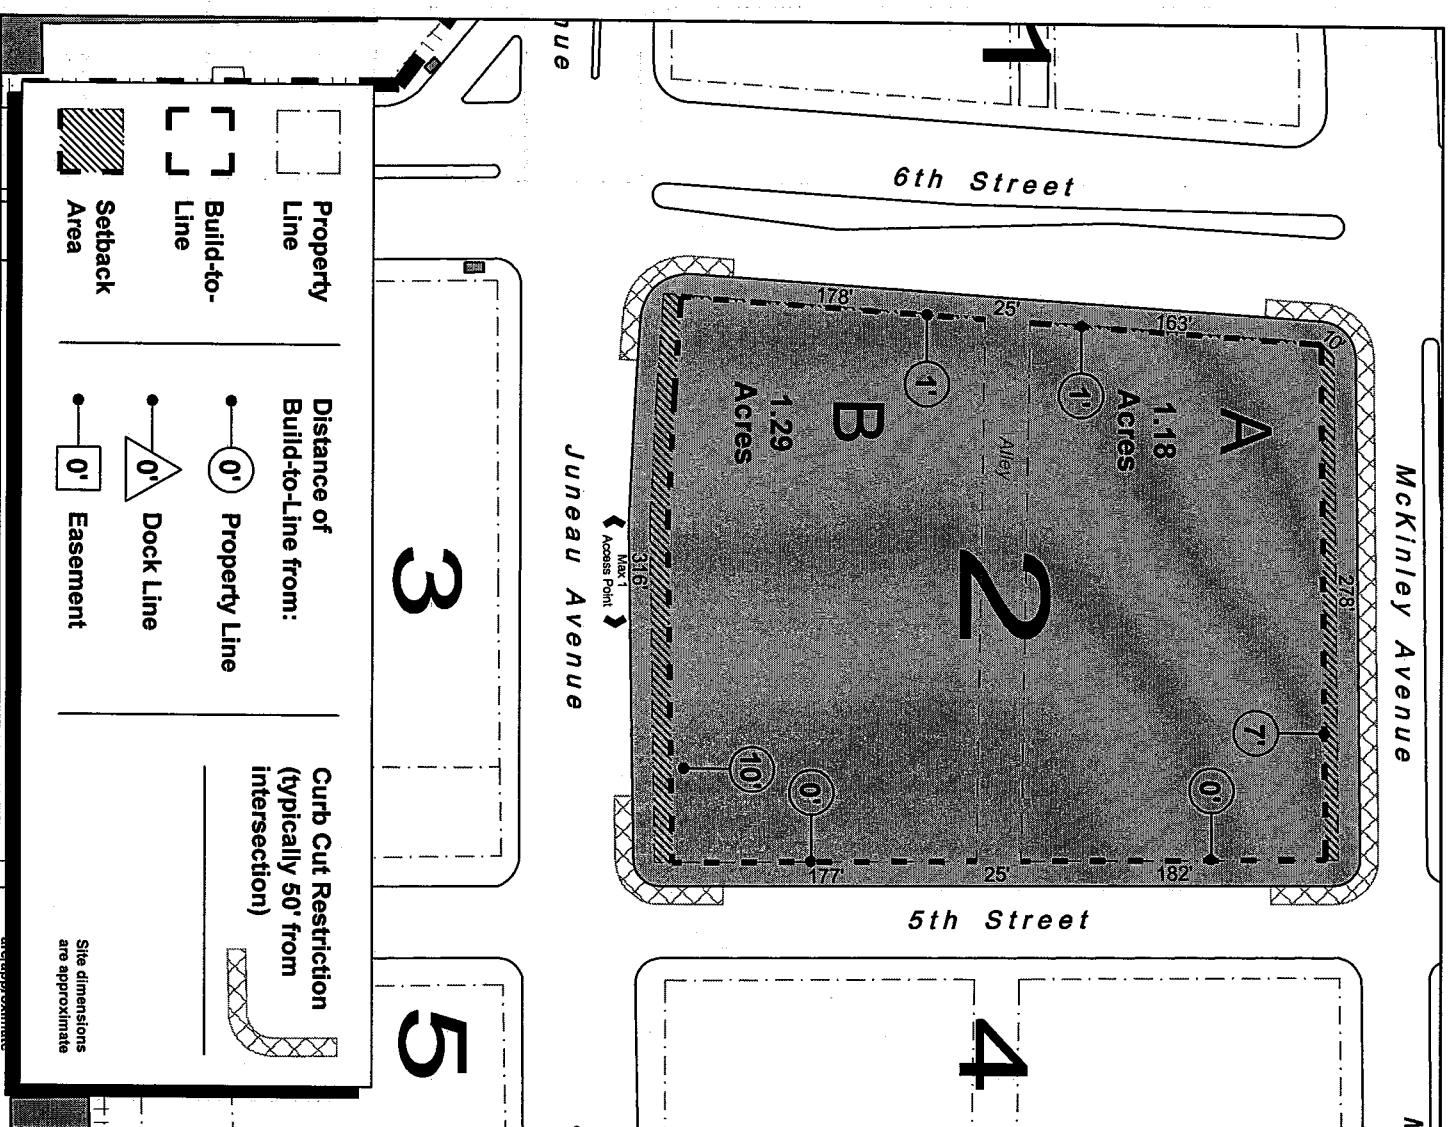 1
6th Street
nue
McKinley Avenue
Juneau Avenue
5th Street
178'
25'
163'
10'
1'
1'
A
1.18
Acres
Alley
B
1.29
Acres
2
278'
316'
Max 1
Access Point
7'
0'
10'
0'
177'
25'
182'
3
4
5
Property
Line
Build-to-
Line
Setback
Area
Distance of
Build-to-Line from:
0' Property Line
0' Dock Line
0' Easement
Curb Cut Restriction
(typically 50' from
intersection)
Site dimensions
are approximate